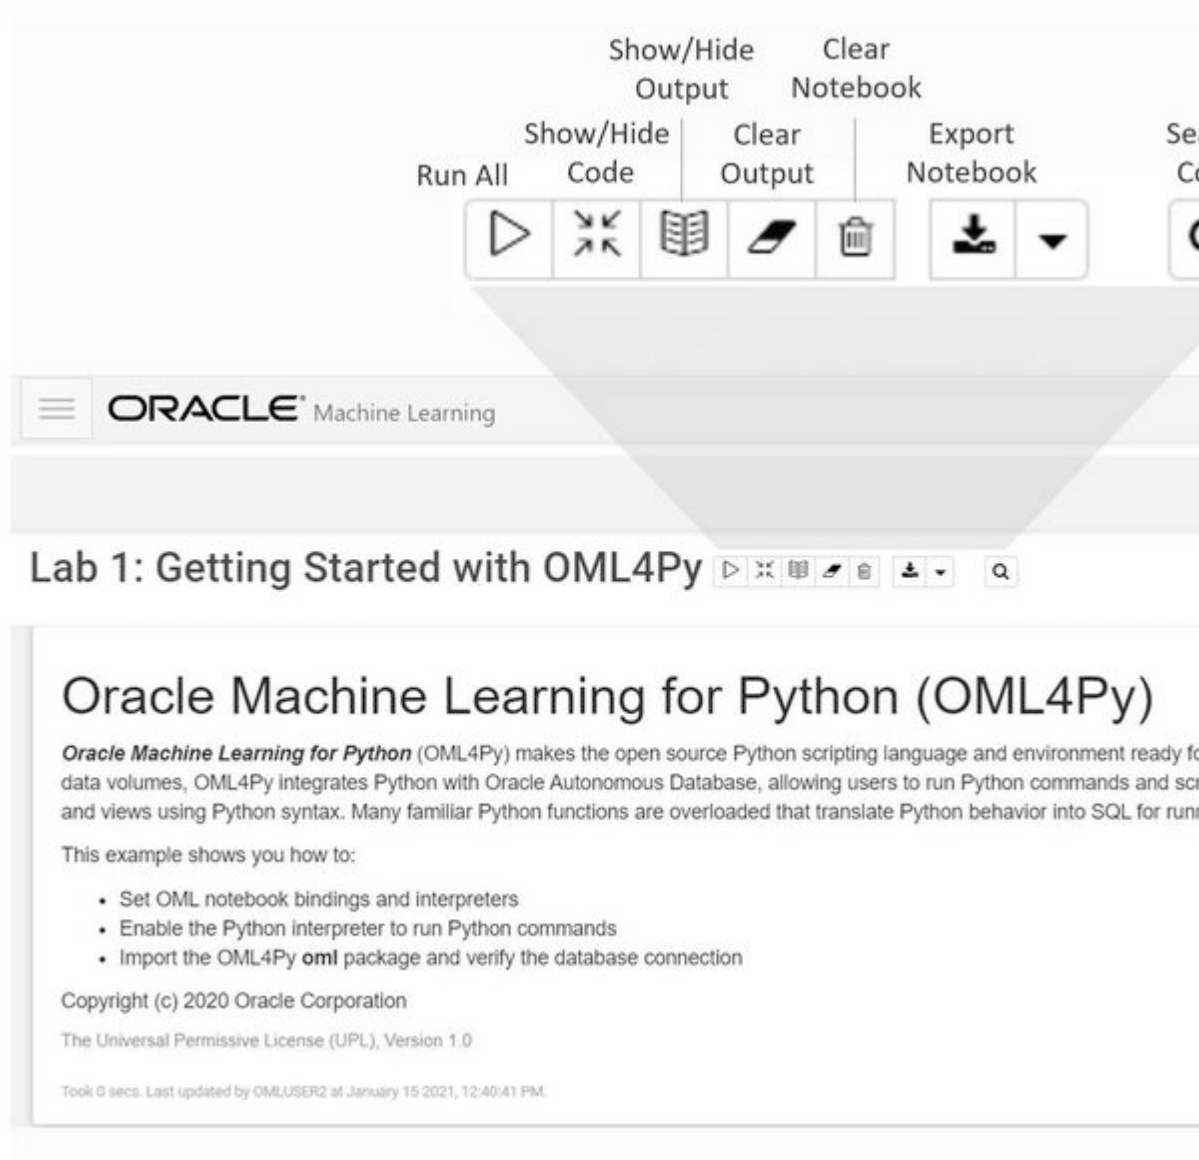 Show/Hide Clear
Output Notebook
Show/Hide Clear Export
Run All Code Output Notebook
ORACLE Machine Learning
Lab 1: Getting Started with OML4Py
Oracle Machine Learning for Python (OML4Py)
Oracle Machine Learning for Python (OML4Py) makes the open source Python scripting language and environment ready
data volumes, OML4Py integrates Python with Oracle Autonomous Database, allowing users to run Python commands and
and views using Python syntax. Many familiar Python functions are overloaded that translate Python behavior into SQL for
This example shows you how to:
• Set OML notebook bindings and interpreters
• Enable the Python interpreter to run Python commands
• Import the OML4Py oml package and verify the database connection
Copyright (c) 2020 Oracle Corporation
The Universal Permissive License (UPL), Version 1.0
Took 0 secs. Last updated by OMLUSER2 at January 15 2021, 12:40:41 PM.